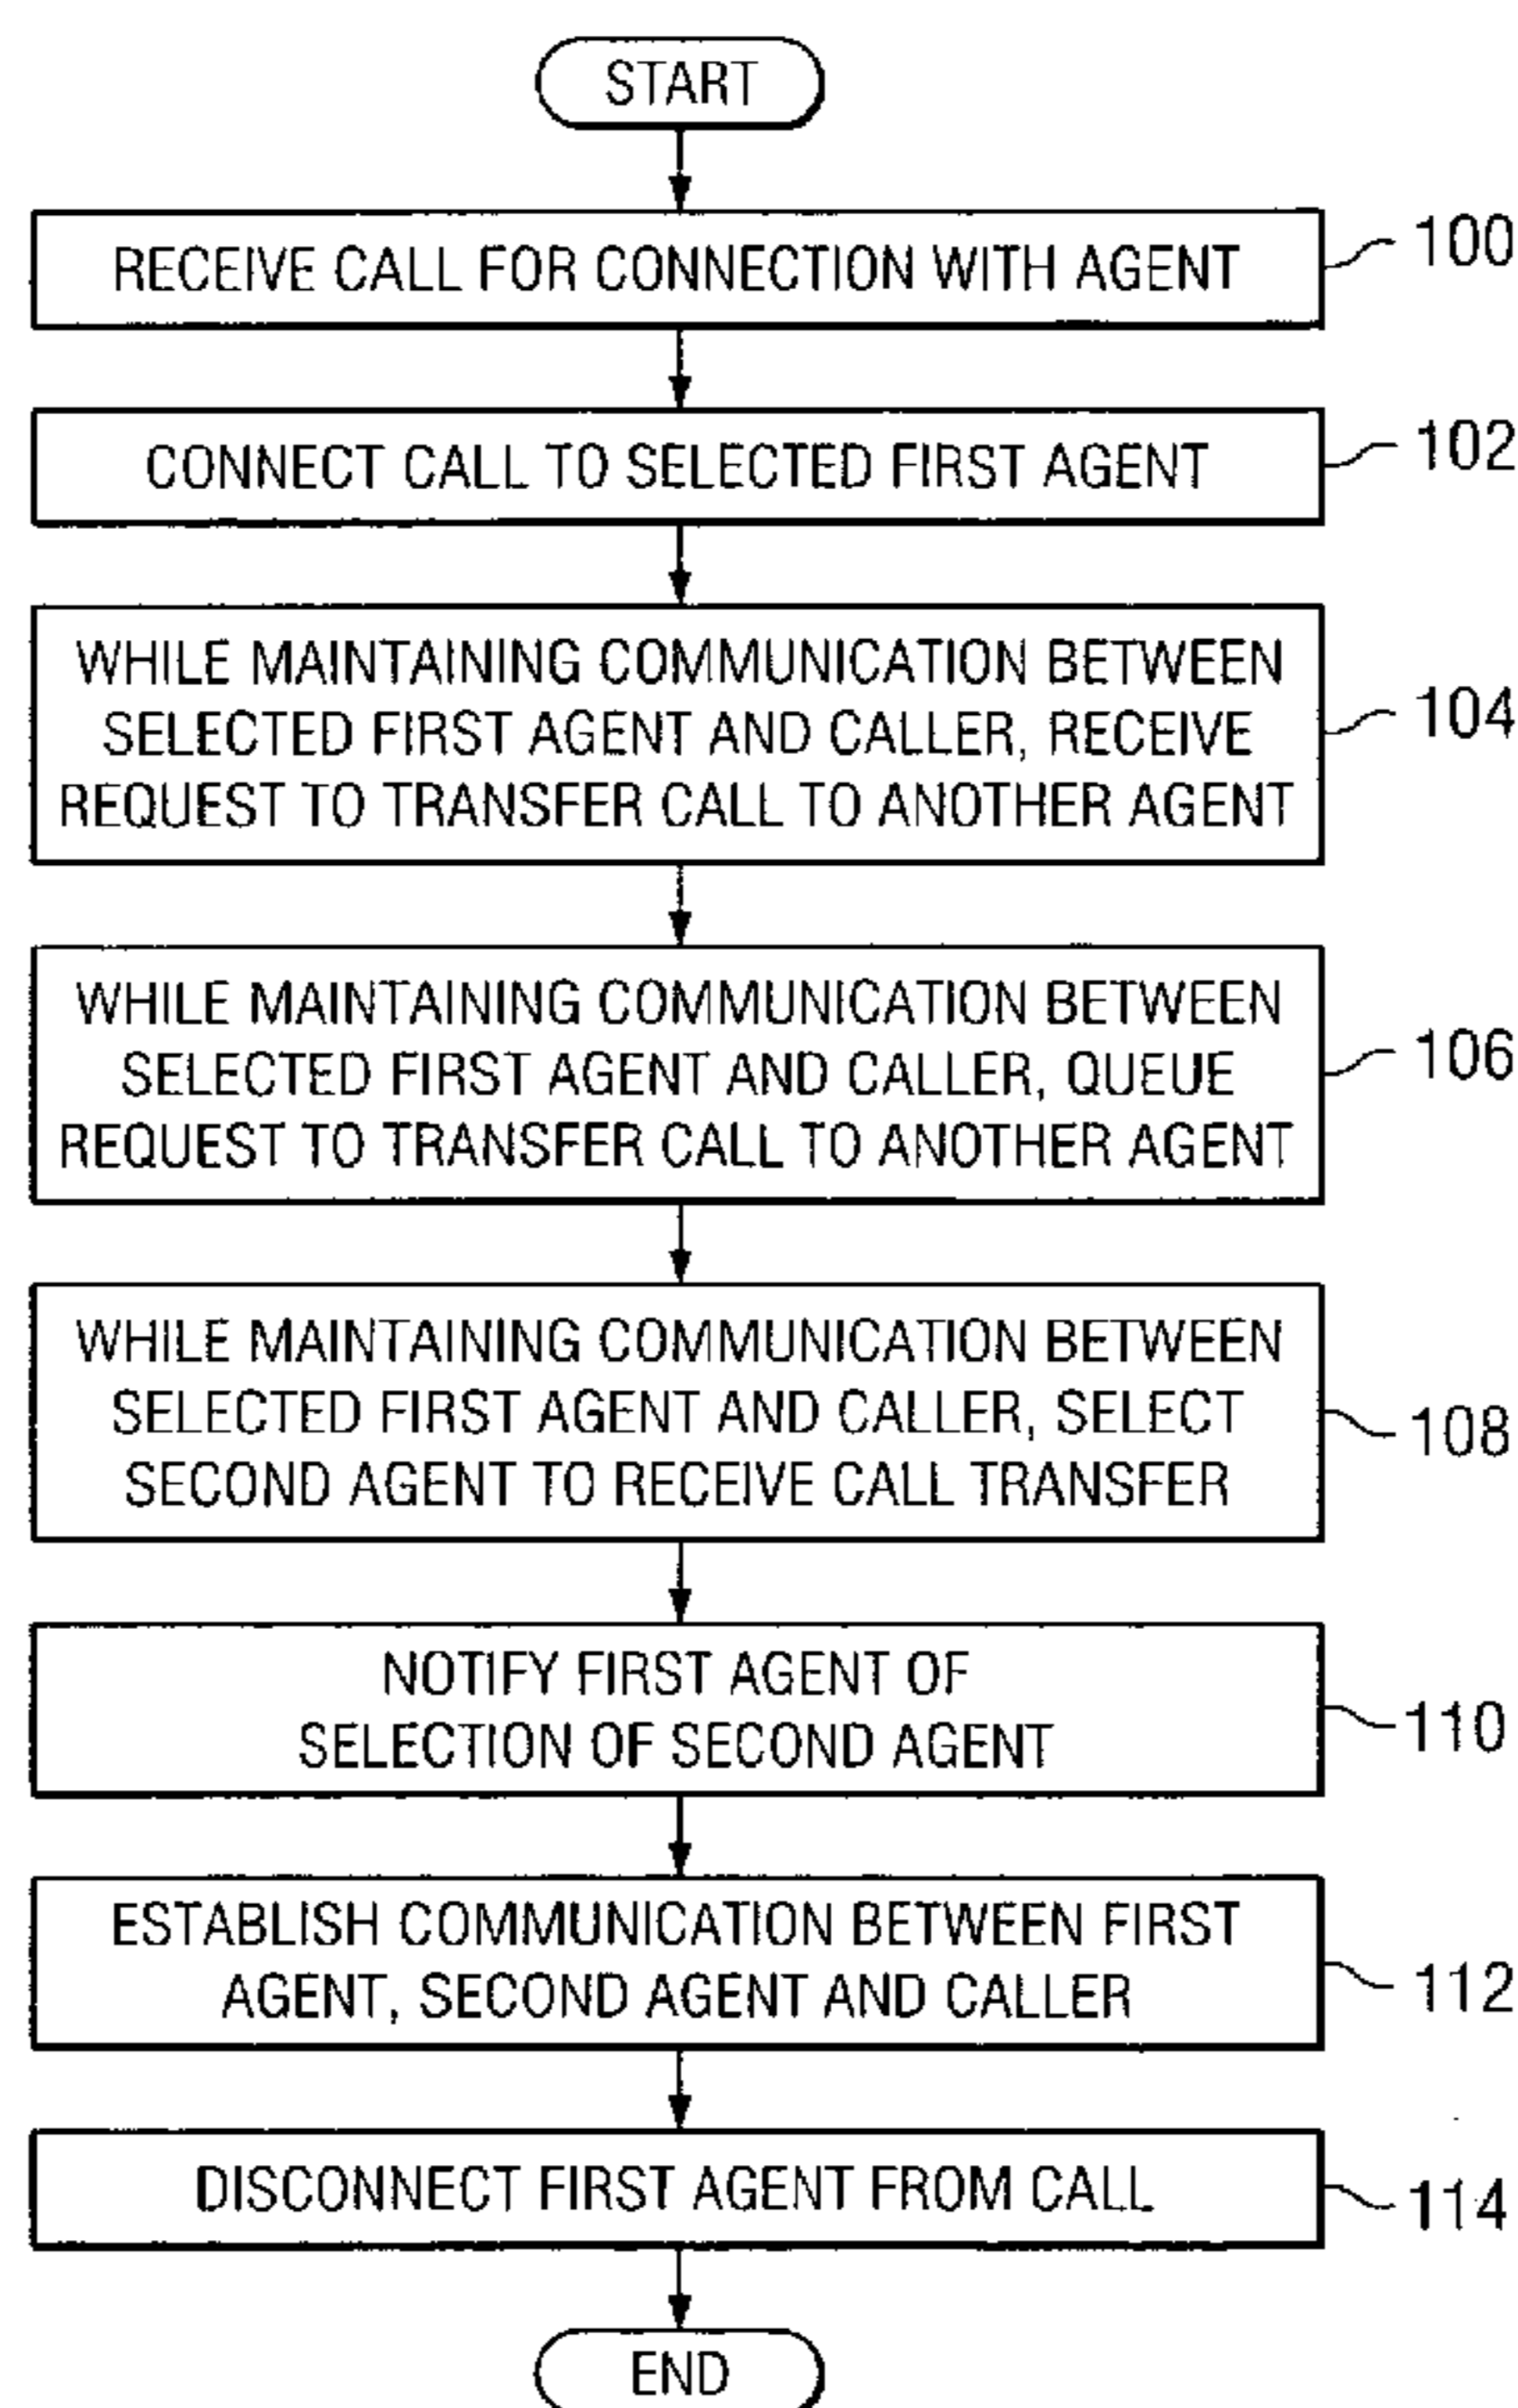 START
RECEIVE CALL FOR CONNECTION WITH AGENT
100
CONNECT CALL TO SELECTED FIRST AGENT
102
WHILE MAINTAINING COMMUNICATION BETWEEN
SELECTED FIRST AGENT AND CALLER, RECEIVE
REQUEST TO TRANSFER CALL TO ANOTHER AGENT
104
WHILE MAINTAINING COMMUNICATION BETWEEN
SELECTED FIRST AGENT AND CALLER, QUEUE
REQUEST TO TRANSFER CALL TO ANOTHER AGENT
106
WHILE MAINTAINING COMMUNICATION BETWEEN
SELECTED FIRST AGENT AND CALLER, SELECT
SECOND AGENT TO RECEIVE CALL TRANSFER
108
NOTIFY FIRST AGENT OF
SELECTION OF SECOND AGENT
110
ESTABLISH COMMUNICATION BETWEEN FIRST
AGENT, SECOND AGENT AND CALLER
112
DISCONNECT FIRST AGENT FROM CALL
114
END